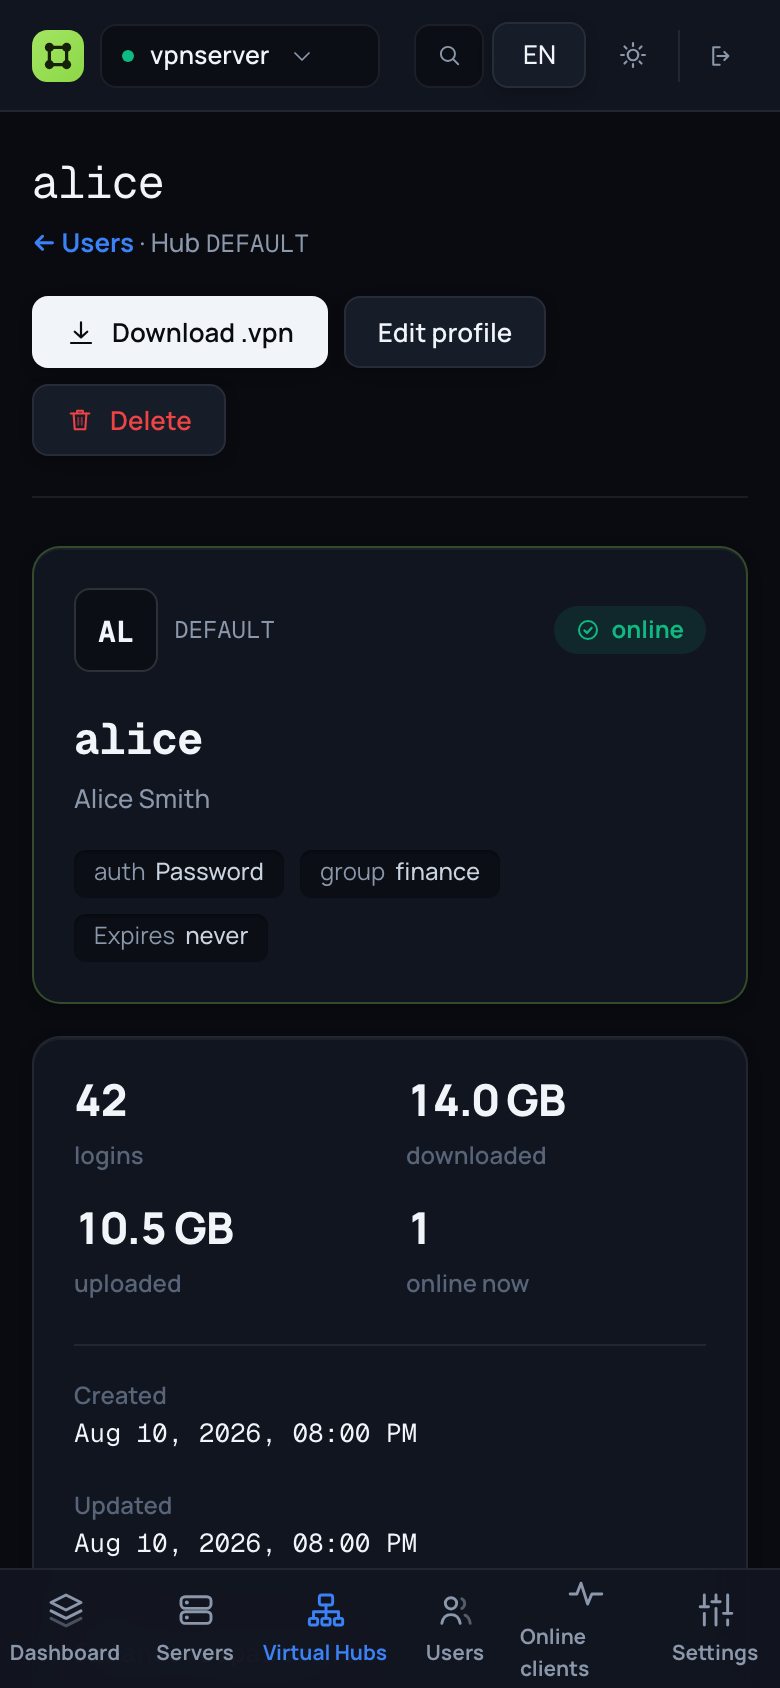 vpnserver
EN
alice
← Users · Hub DEFAULT
Download .vpn
Edit profile
Delete
AL
DEFAULT
online
alice
Alice Smith
auth Password
group finance
Expires never
42
logins
14.0 GB
downloaded
10.5 GB
uploaded
1
online now
Created
Aug 10, 2026, 08:00 PM
Updated
Aug 10, 2026, 08:00 PM
Dashboard
Servers
Virtual Hubs
Users
Online
clients
Settings